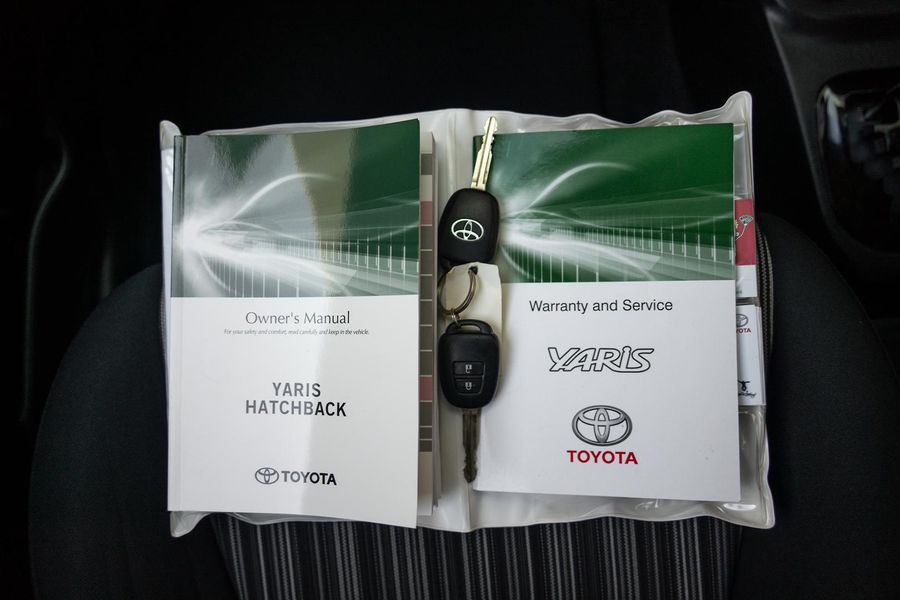 Owner's Manual
For your safety and comfort, read carefully and keep in the vehicle.
YARIS
HATCHBACK
TOYOTA
Warranty and Service
YARIS
TOYOTA
OTA